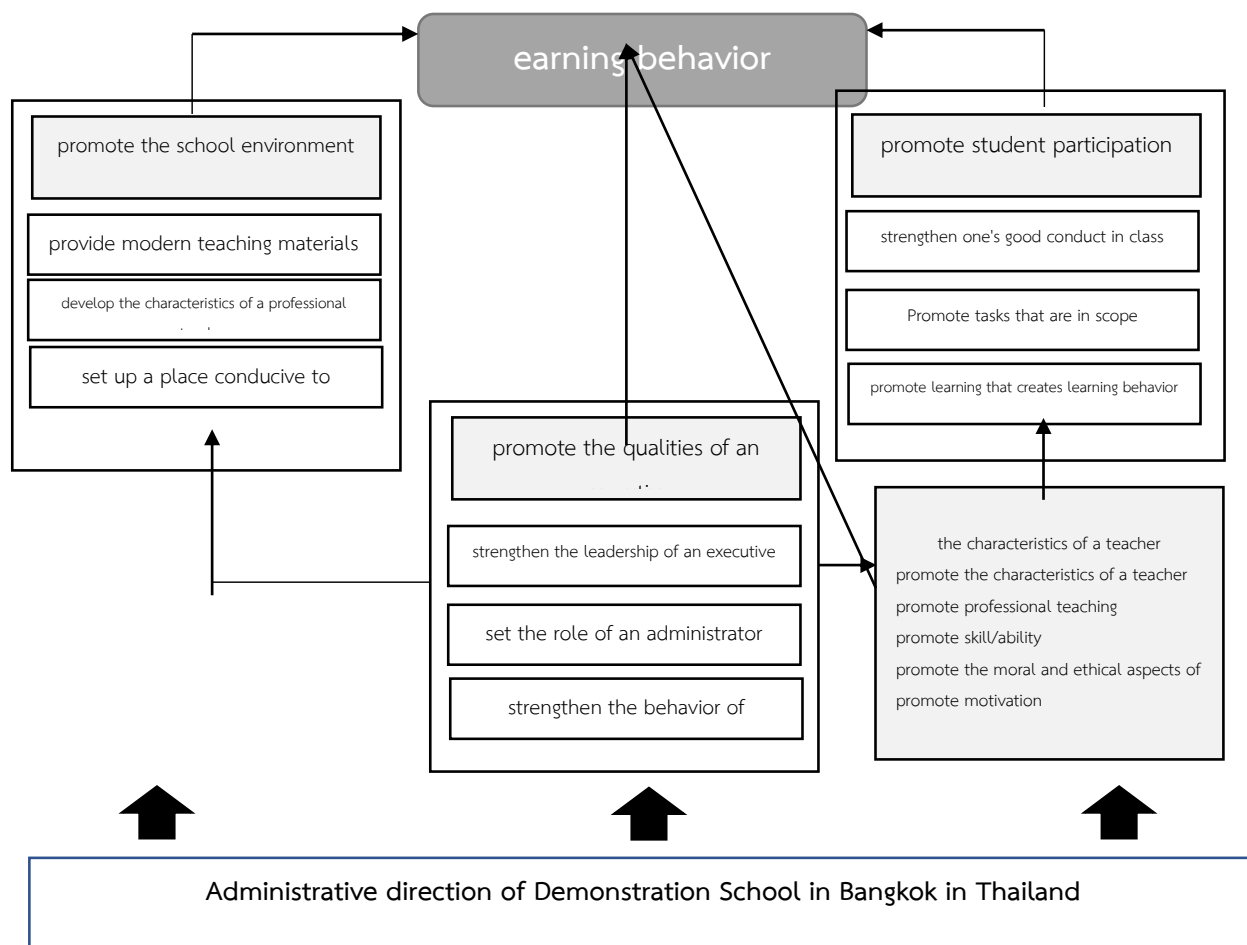 earning behavior
promote the school environment
provide modern teaching materials
develop the characteristics of a professional
set up a place conducive to
promote student participation
strengthen one's good conduct in class
Promote tasks that are in scope
promote learning that creates learning behavior
promote the qualities of an
strengthen the leadership of an executive
set the role of an administrator
strengthen the behavior of
the characteristics of a teacher
promote the characteristics of a teacher
promote professional teaching
promote skill/ability
promote the moral and ethical aspects of
promote motivation
Administrative direction of Demonstration School in Bangkok in Thailand